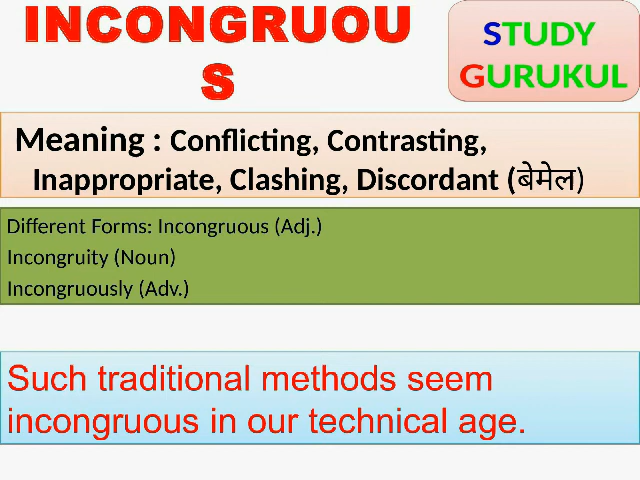 INCONGRUOU
S
STUDY
GURUKUL
Meaning : Conflicting, Contrasting,
Inappropriate, Clashing, Discordant (बेमेल)
Different Forms: Incongruous (Adj.)
Incongruity (Noun)
Incongruously (Adv.)
Such traditional methods seem
incongruous in our technical age.